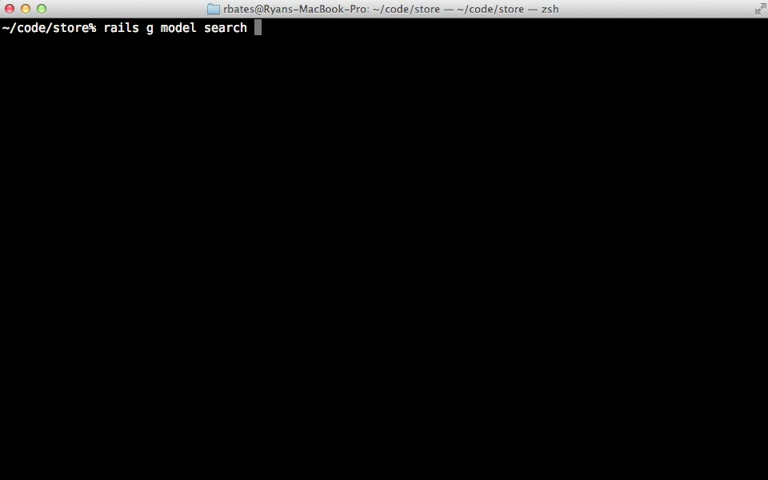 rbates@Ryans-MacBook-Pro: ~/code/store — ~/code/store — zsh
~/code/store% rails g model search